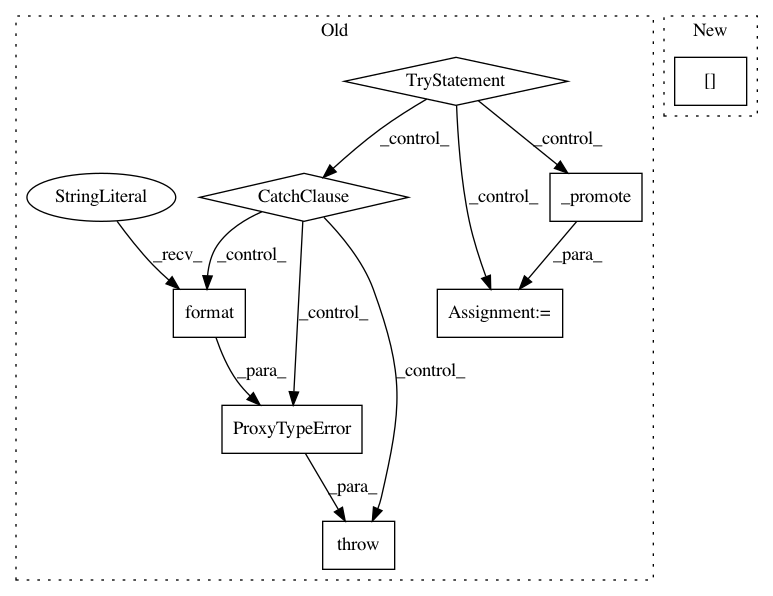 Old
New
TryStatement
[]
_control_
_control_
StringLiteral
CatchClause
_control_
_promote
_recv_
_control_
_para_
format
_control_
Assignment:=
_para_
_control_
ProxyTypeError
_para_
throw